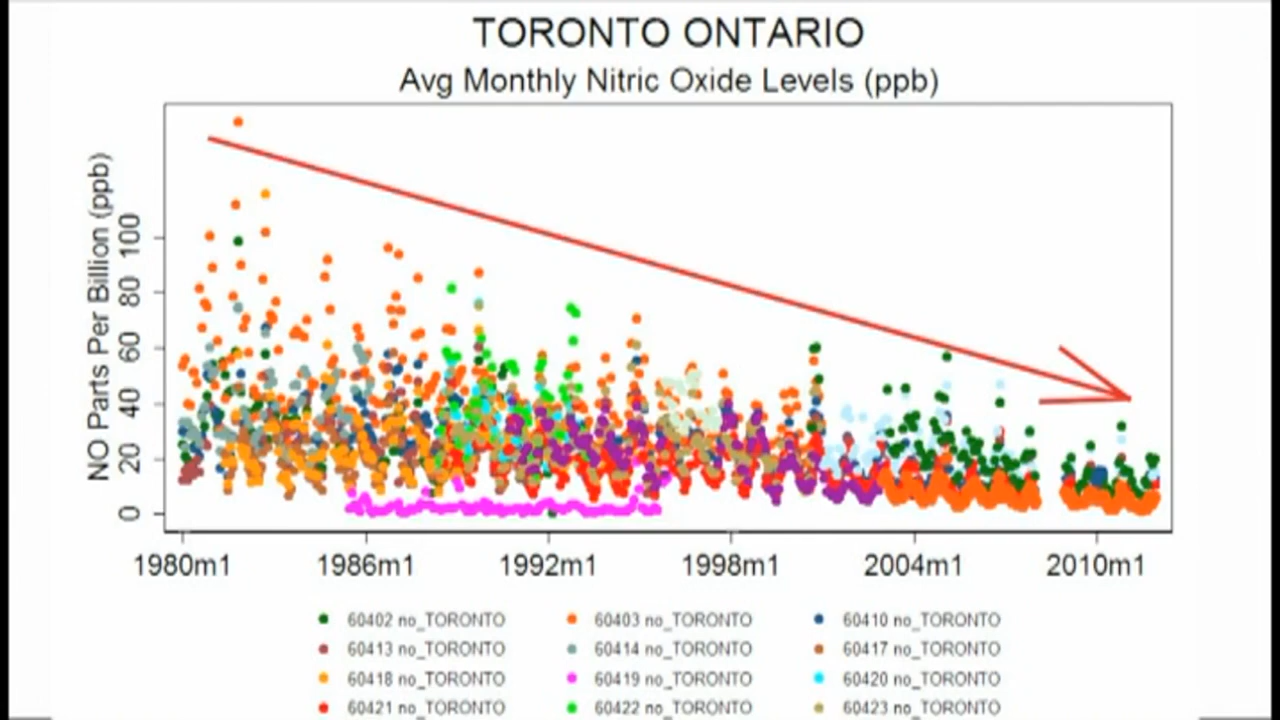 TORONTO ONTARIO
Avg Monthly Nitric Oxide Levels (ppb)
NO Parts Per Billion (ppb)
100
80
60
40
20
0
1980m1 1986m1 1992m1 1998m1 2004m1 2010m1
60402 no_TORONTO 60403 no_TORONTO 60410 no_TORONTO
60413 no_TORONTO 60414 no_TORONTO 60417 no_TORONTO
60418 no_TORONTO 60419 no_TORONTO 60420 no_TORONTO
60421 no_TORONTO 60422 no_TORONTO 60423 no_TORONTO